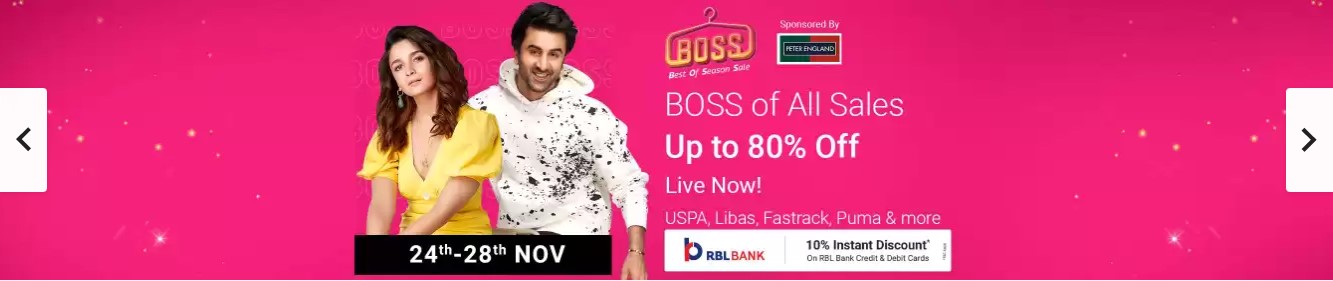 BOSS
Best Of Season Sale
Sponsored By
PETER ENGLAND
BOSS of All Sales
Up to 80% Off
Live Now!
USPA, Libas, Fastrack, Puma & more
24th-28th NOV
RBL BANK
10% Instant Discount*
On RBL Bank Credit & Debit Cards